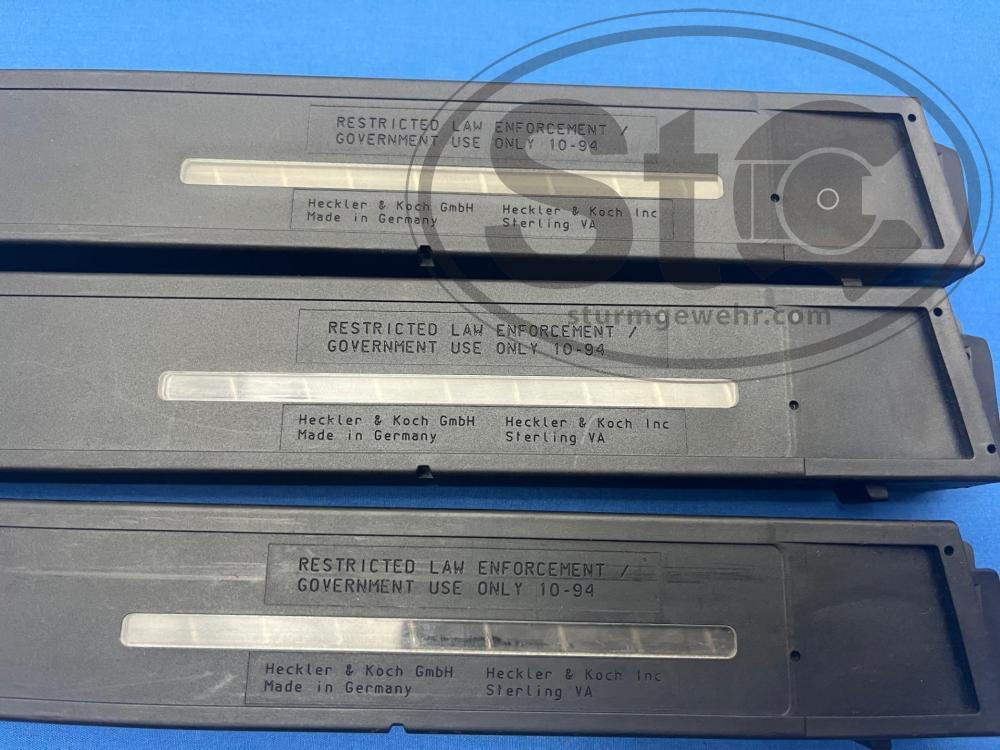 RESTRICTED LAW ENFORCEMENT /
GOVERNMENT USE ONLY 10-94
Heckler & Koch GmbH Heckler & Koch Inc
Made in Germany Sterling VA
StG
sturmgewehr.com
RESTRICTED LAW ENFORCEMENT /
GOVERNMENT USE ONLY 10-94
Heckler & Koch GmbH Heckler & Koch Inc
Made in Germany Sterling VA
RESTRICTED LAW ENFORCEMENT /
GOVERNMENT USE ONLY 10-94
Heckler & Koch GmbH Heckler & Koch Inc
Made in Germany Sterling VA